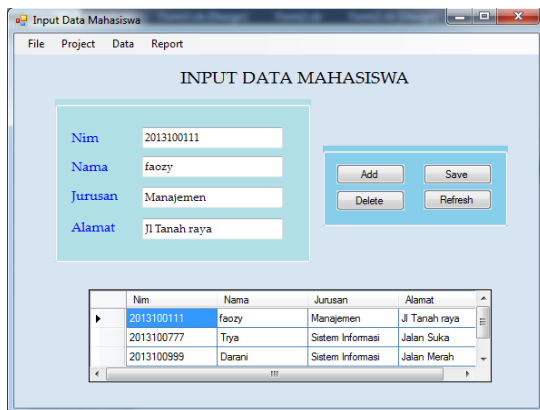 Input Data Mahasiswa
File Project Data Report
INPUT DATA MAHASISWA
Nim 2013100111
Nama faozy
Jurusan Manajemen
Alamat Jl Tanah raya
Add Save
Delete Refresh
Nim Nama Jurusan Alamat
2013100111 faozy Manajemen Jl Tanah raya
2013100777 Trya Sistem Informasi Jalan Suka
2013100999 Darani Sistem Informasi Jalan Merah